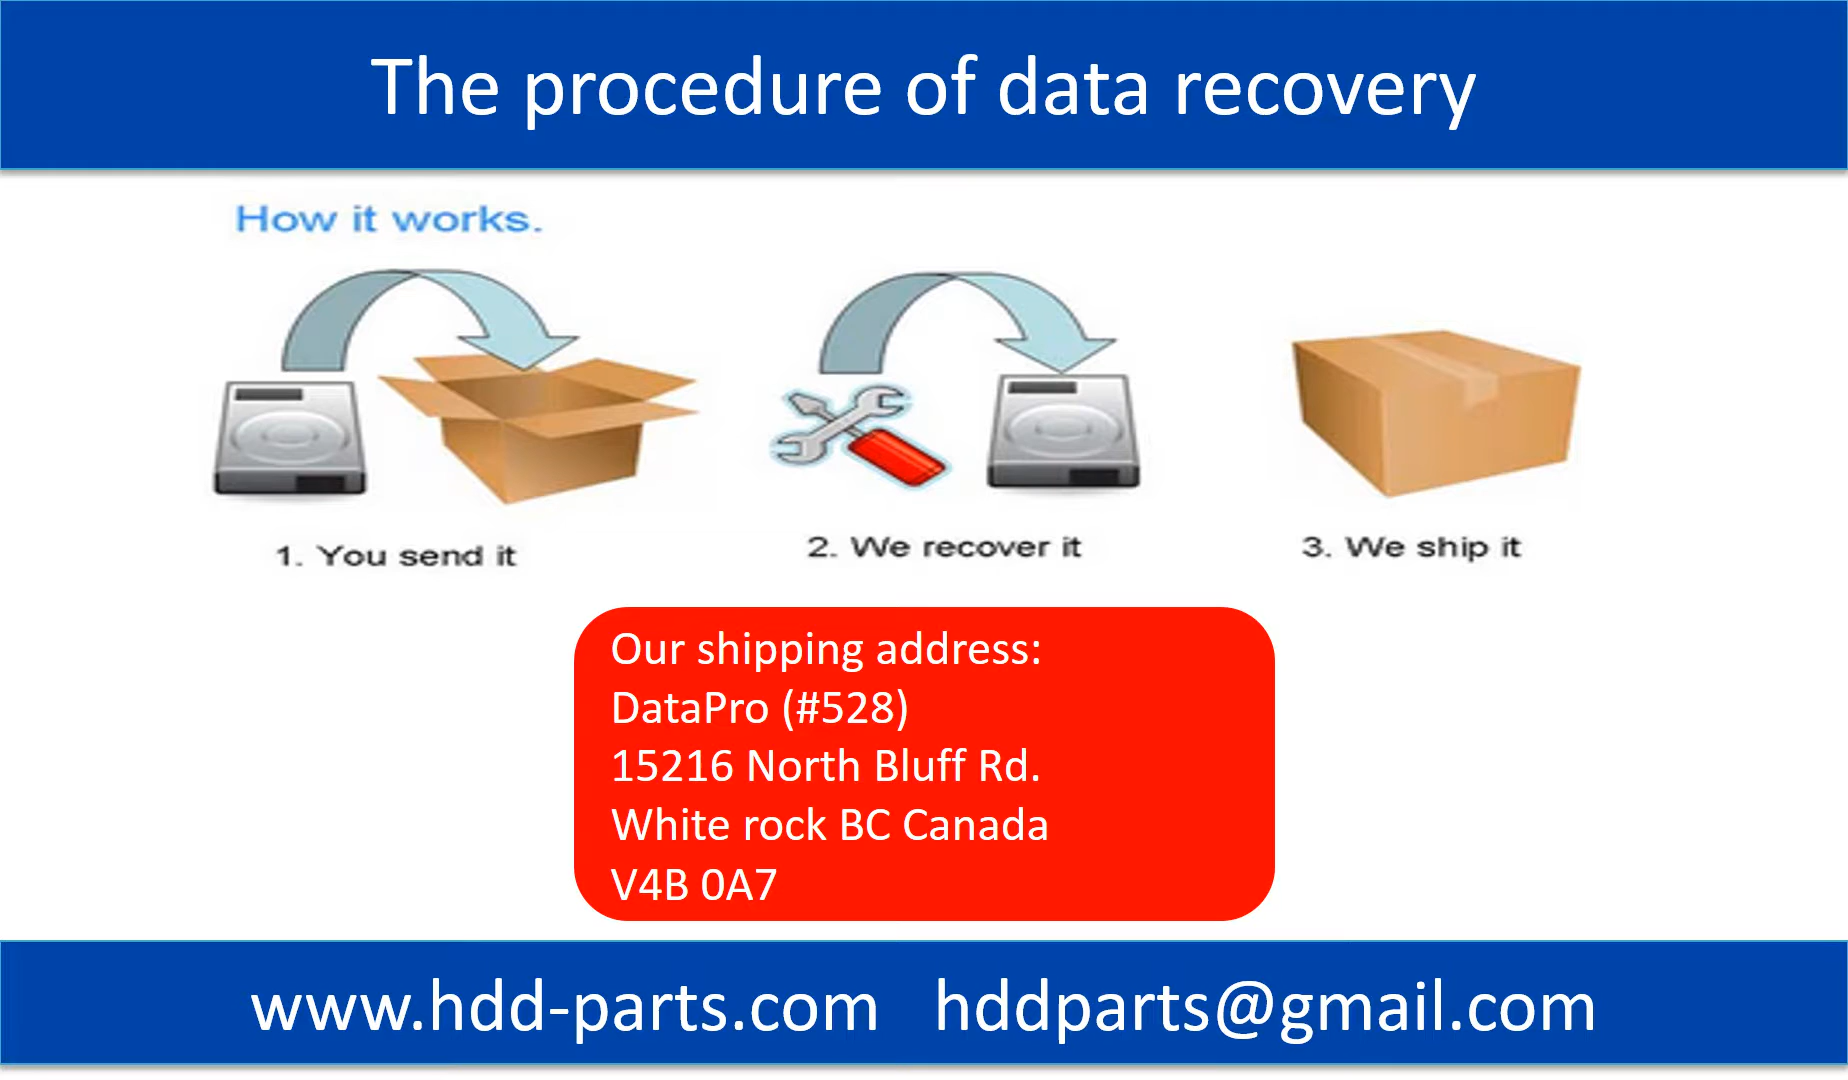 The procedure of data recovery
How it works.
1. You send it
2. We recover it
3. We ship it
Our shipping address:
DataPro (#528)
15216 North Bluff Rd.
White rock BC Canada
V4B 0A7
www.hdd-parts.com hddparts@gmail.com